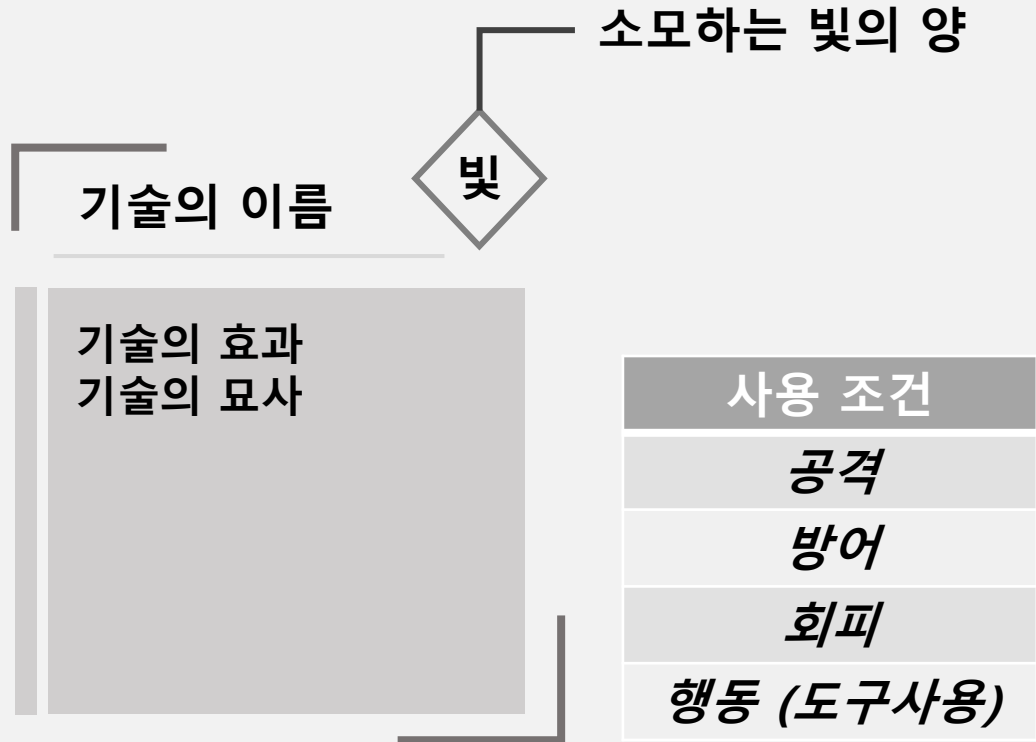 소모하는 빛의 양
빛
기술의 이름
기술의 효과
기술의 묘사
사용 조건
공격
방어
회피
행동 (도구사용)